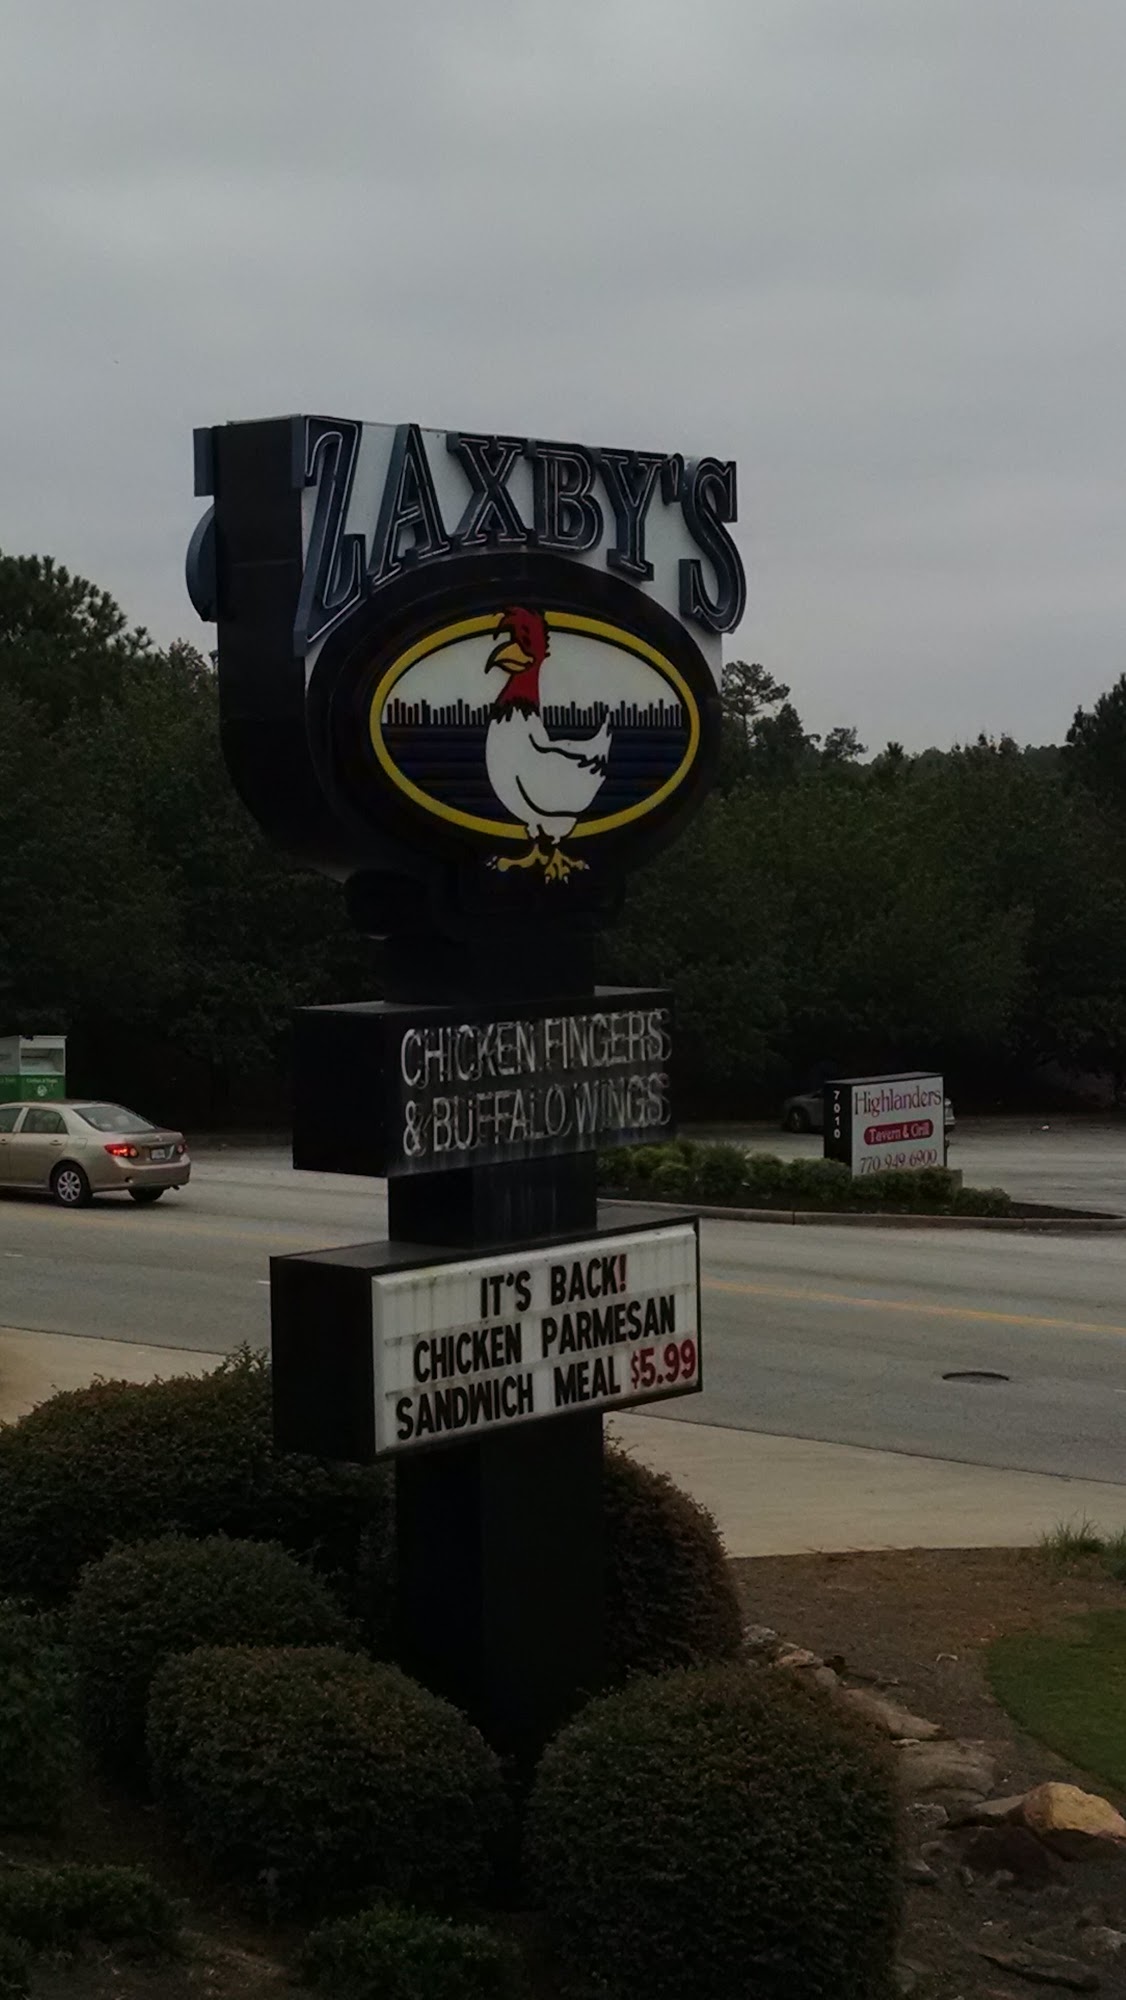 ZAXBY'S
CHICKEN FINGERS
& BUFFALO WINGS
IT'S BACK!
CHICKEN PARMESAN
SANDWICH MEAL $5.99
7010
Highlanders
Tavern & Grill
770 949 6900